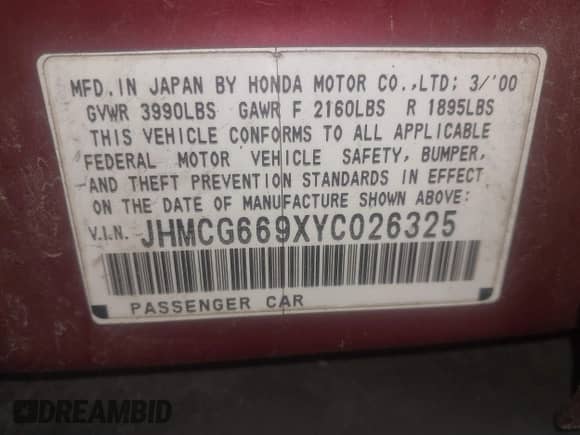 MFD. IN JAPAN BY HONDA MOTOR CO., LTD; 3/'00
GVWR 3990LBS GAWR F 2160LBS R 1895LBS
THIS VEHICLE CONFORMS TO ALL APPLICABLE
FEDERAL MOTOR VEHICLE SAFETY, BUMPER,
AND THEFT PREVENTION STANDARDS IN EFFECT
ON THE DATE OF MANUFACTURE SHOWN ABOVE:
V.I.N. JHMCG669XYC026325
PASSENGER CAR
DREAMBID